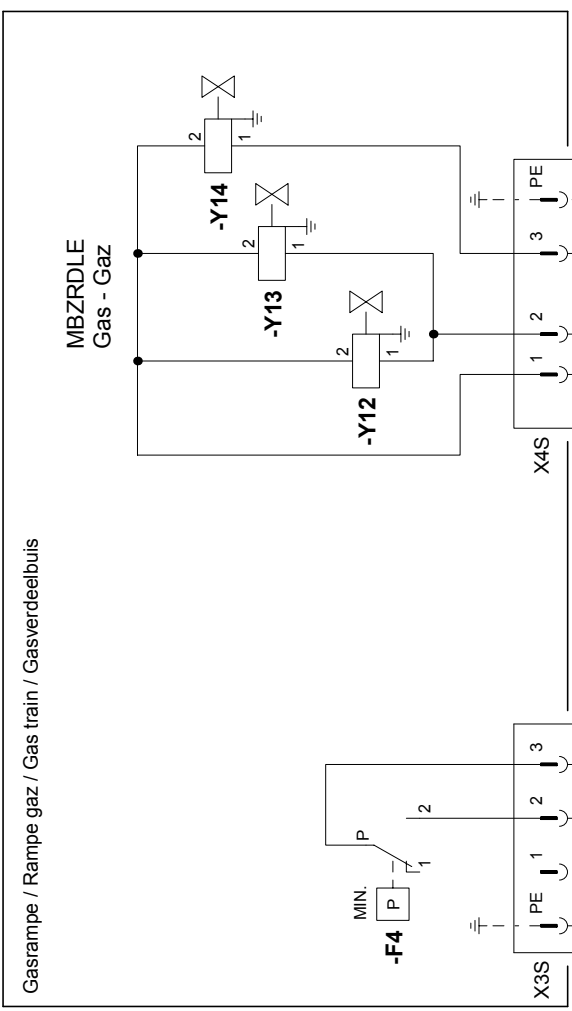 Gasrampe / Rampe gaz / Gas train / Gasverdeelbuis
MBZRDLE
Gas - Gaz
2
1
-Y14
2
1
-Y13
2
1
-Y12
MIN.
P
P
-F4
1
2
X3S
PE
1
2
3
X4S
1
2
3
PE